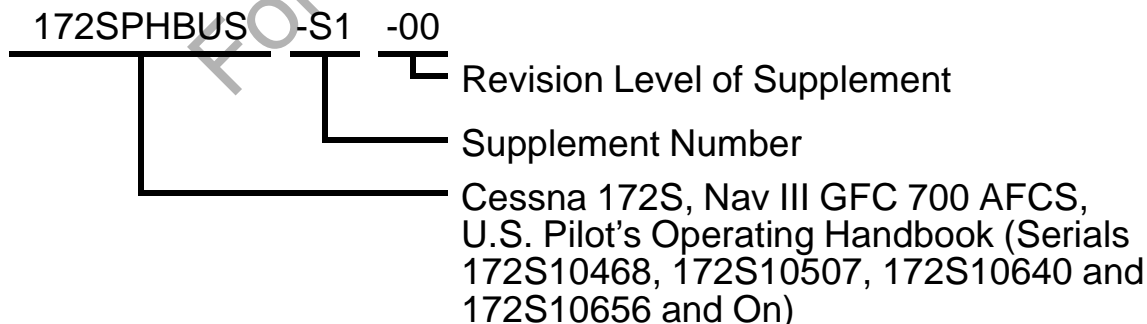 172SPHBUS -S1 -00
Revision Level of Supplement
Supplement Number
Cessna 172S, Nav III GFC 700 AFCS,
U.S. Pilot's Operating Handbook (Serials
172S10468, 172S10507, 172S10640 and
172S10656 and On)